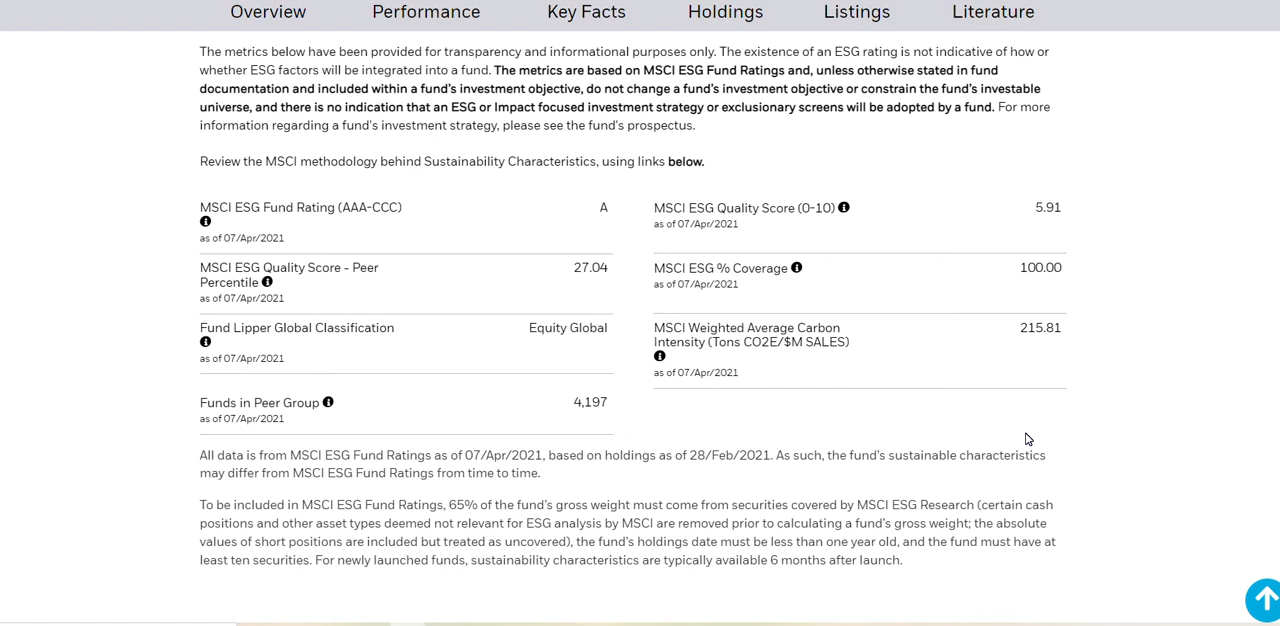 Overview Performance Key Facts Holdings Listings Literature
The metrics below have been provided for transparency and informational purposes only. The existence of an ESG rating is not indicative of how or
whether ESG factors will be integrated into a fund. The metrics are based on MSCI ESG Fund Ratings and, unless otherwise stated in fund
documentation and included within a fund's investment objective, do not change a fund's investment objective or constrain the fund's investable
universe, and there is no indication that an ESG or Impact focused investment strategy or exclusionary screens will be adopted by a fund. For more
information regarding a fund's investment strategy, please see the fund's prospectus.
Review the MSCI methodology behind Sustainability Characteristics, using links below.
MSCI ESG Fund Rating (AAA-CCC) A
as of 07/Apr/2021
MSCI ESG Quality Score - Peer
Percentile 27.04
as of 07/Apr/2021
Fund Lipper Global Classification Equity Global
as of 07/Apr/2021
Funds in Peer Group 4,197
as of 07/Apr/2021
MSCI ESG Quality Score (0-10) 5.91
as of 07/Apr/2021
MSCI ESG % Coverage 100.00
as of 07/Apr/2021
MSCI Weighted Average Carbon 215.81
Intensity (Tons CO2E/$M SALES)
as of 07/Apr/2021
All data is from MSCI ESG Fund Ratings as of 07/Apr/2021, based on holdings as of 28/Feb/2021. As such, the fund's sustainable characteristics
may differ from MSCI ESG Fund Ratings from time to time.
To be included in MSCI ESG Fund Ratings, 65% of the fund's gross weight must come from securities covered by MSCI ESG Research (certain cash
positions and other asset types deemed not relevant for ESG analysis by MSCI are removed prior to calculating a fund's gross weight; the absolute
values of short positions are included but treated as uncovered), the fund's holdings date must be less than one year old, and the fund must have at
least ten securities. For newly launched funds, sustainability characteristics are typically available 6 months after launch.